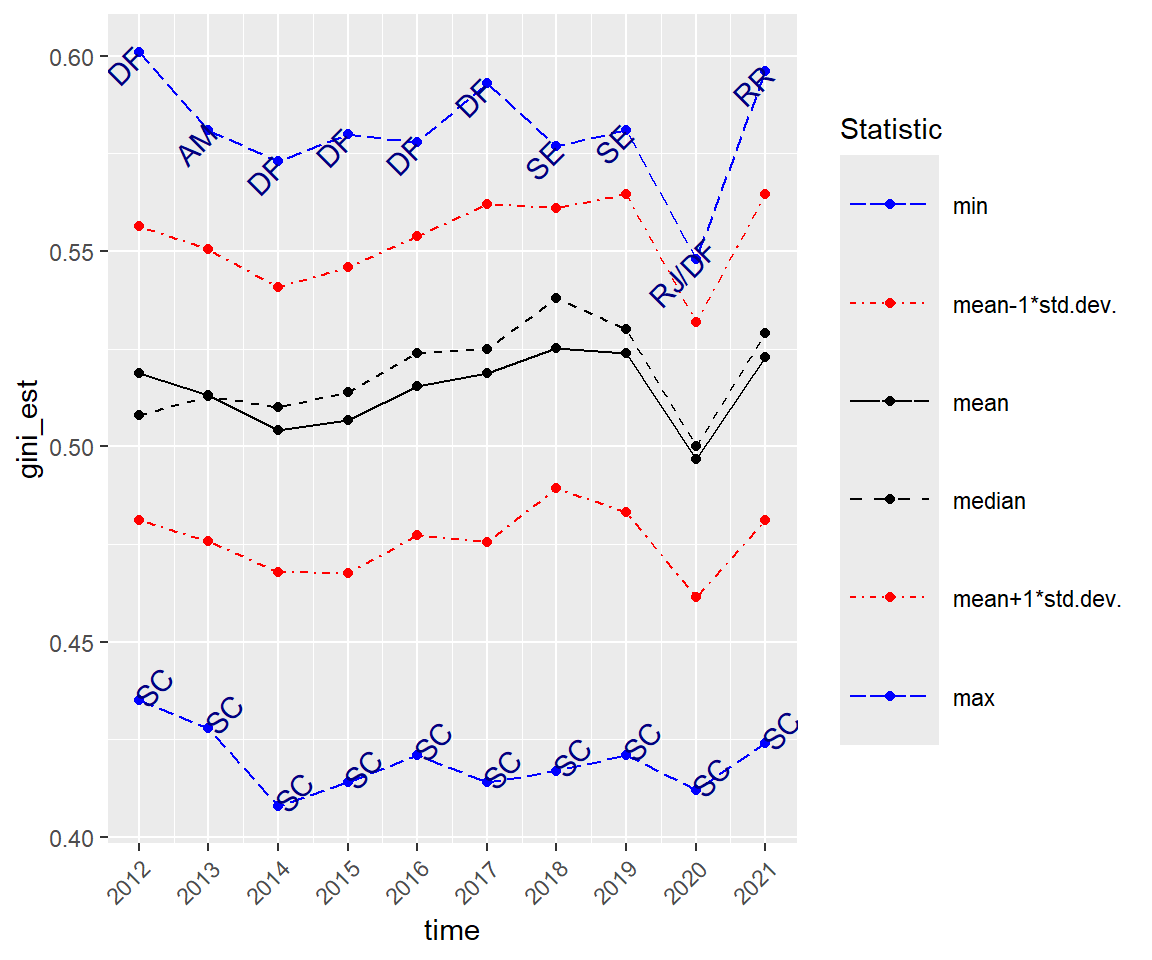 0.60
0.55
0.50
0.45
0.40
gini_est
DF
AM
DF
DF
DF
DF
SE
SE
RJ/DF
RR
SC
SC
SC
SC
SC
SC
SC
SC
SC
SC
2012
2013
2014
2015
2016
2017
2018
2019
2020
2021
time
Statistic
min
mean-1*std.dev.
mean
median
mean+1*std.dev.
max